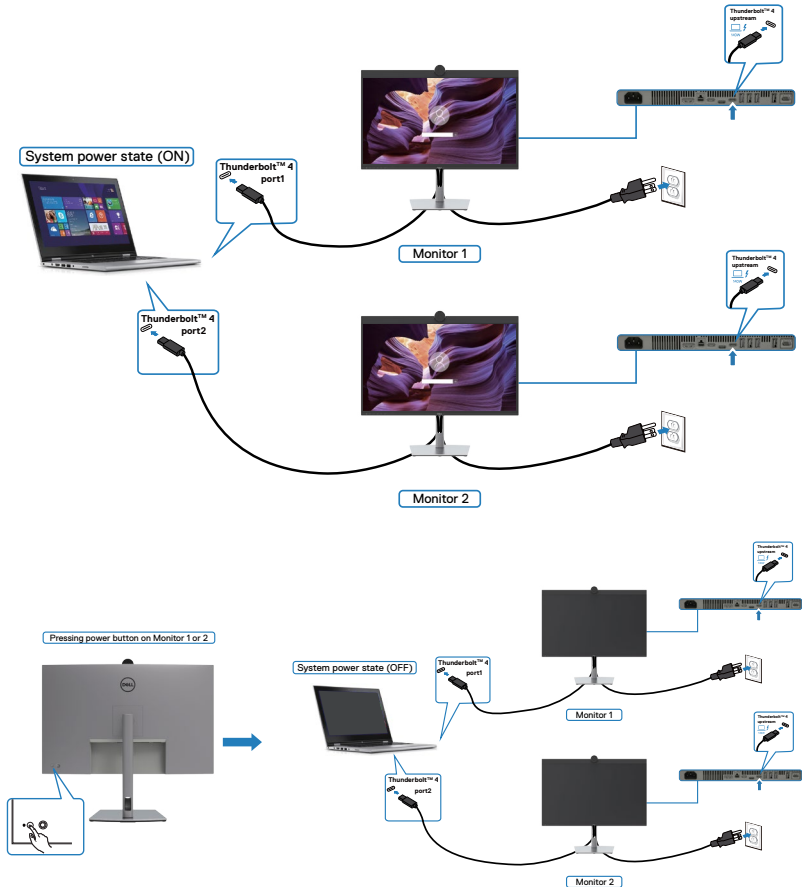 Thunderbolt™ 4
upstream
System power state (ON)
Thunderbolt™ 4
port1
Monitor 1
Thunderbolt™ 4
upstream
Thunderbolt™ 4
port2
Monitor 2
Thunderbolt™ 4
upstream
Pressing power button on Monitor 1 or 2
DELL
System power state (OFF)
Thunderbolt™ 4
port1
Monitor 1
Thunderbolt™ 4
upstream
Thunderbolt™ 4
port2
Monitor 2